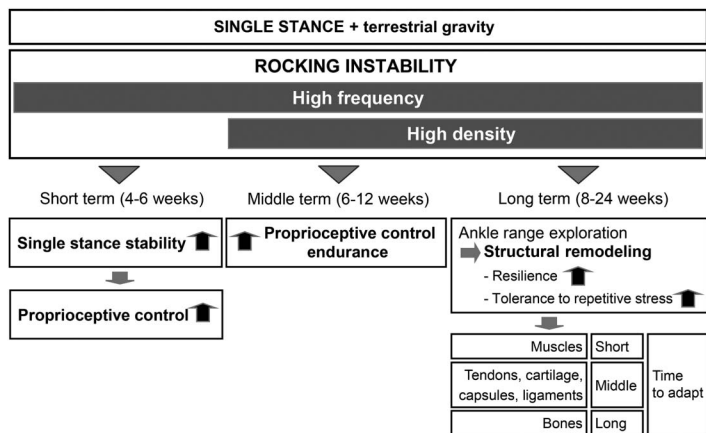 SINGLE STANCE + terrestrial gravity
ROCKING INSTABILITY
High frequency
High density
Short term (4-6 weeks)
Middle term (6-12 weeks)
Long term (8-24 weeks)
Single stance stability
Proprioceptive control
Proprioceptive control
endurance
Ankle range exploration
Structural remodeling
- Resilience
- Tolerance to repetitive stress
Muscles
Short
Tendons, cartilage,
capsules, ligaments
Middle
Bones
Long
Time
to adapt